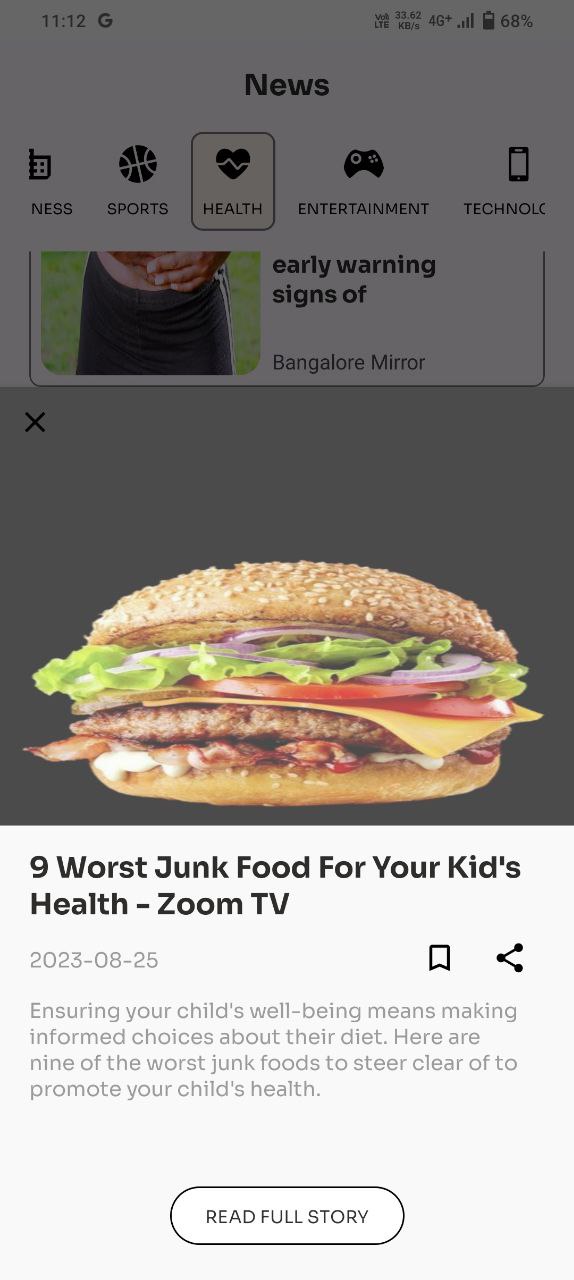 11:12 G Vo)) LTE 33.62 KB/s 4G+ 68%
News
NESS SPORTS HEALTH ENTERTAINMENT TECHNOLO
early warning
signs of
Bangalore Mirror
9 Worst Junk Food For Your Kid's
Health - Zoom TV
2023-08-25
Ensuring your child's well-being means making
informed choices about their diet. Here are
nine of the worst junk foods to steer clear of to
promote your child's health.
READ FULL STORY